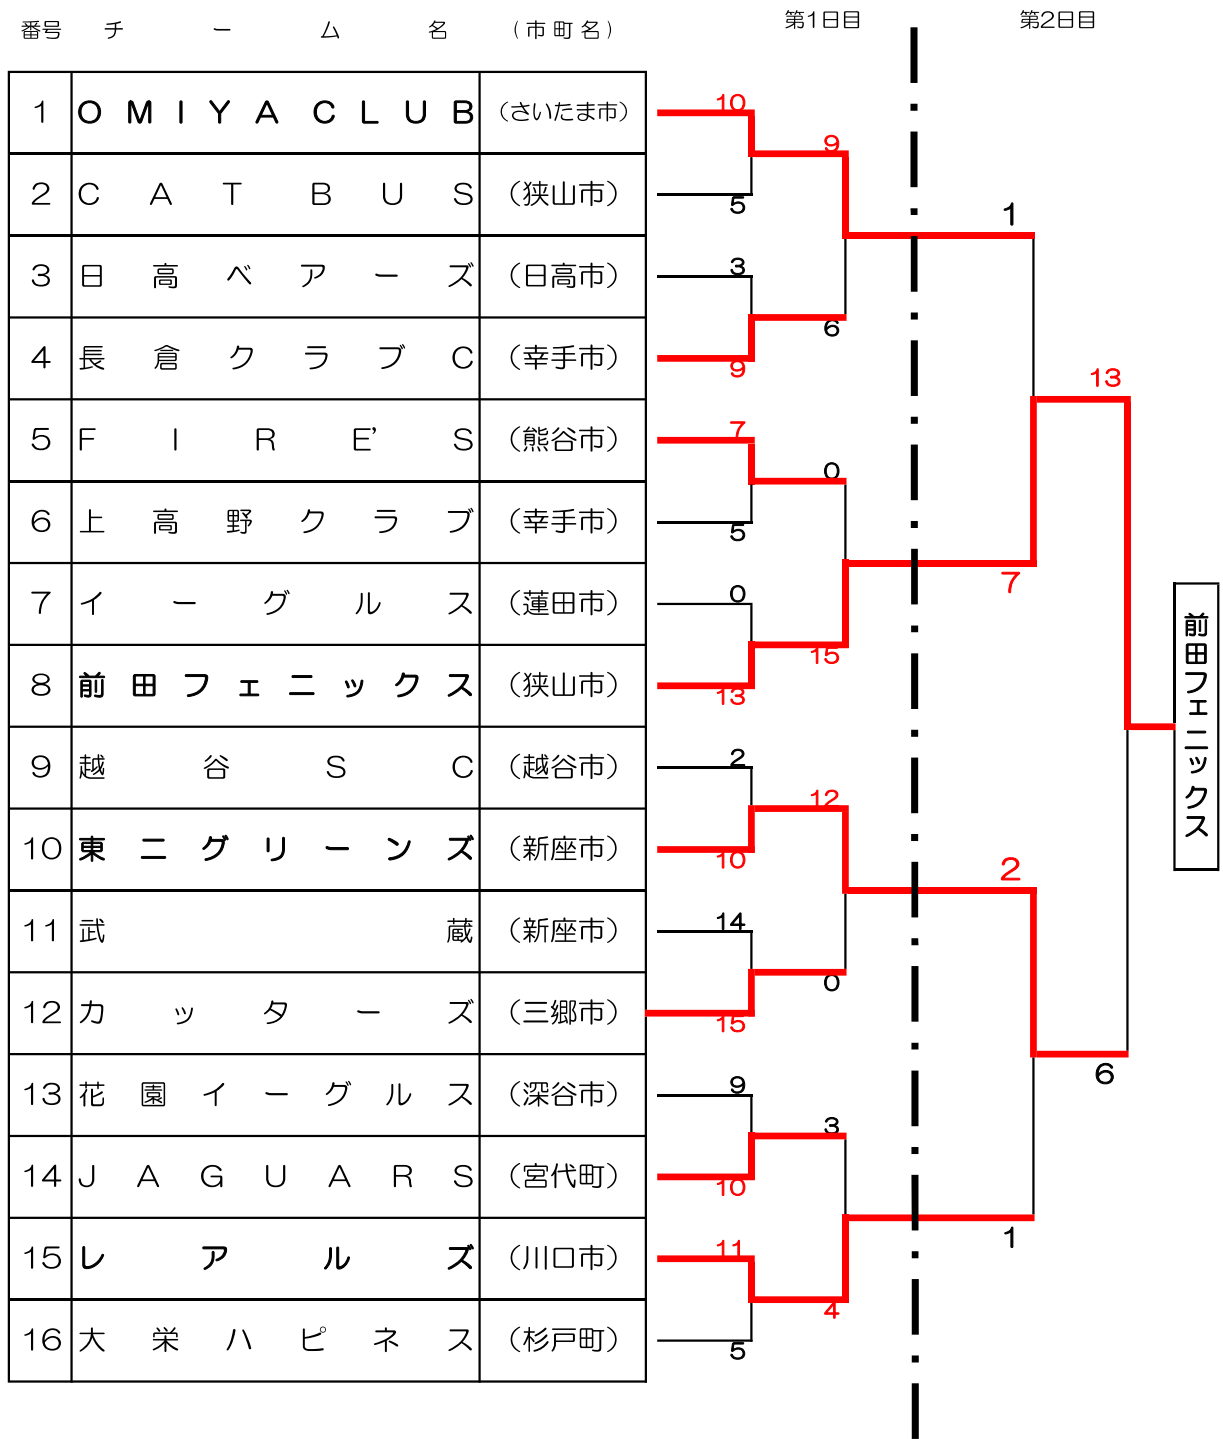 第1日目 第2日目
番号 チーム名 (市町名)
1 OMIYA CLUB (さいたま市)
2 CAT BUS (狭山市)
3 日高ベアーズ (日高市)
4 長倉クラブC (幸手市)
5 FIRE'S (熊谷市)
6 上高野クラブ (幸手市)
7 イーグルス (蓮田市)
8 前田フェニックス (狭山市)
9 越谷SC (越谷市)
10 東ニグリーンズ (新座市)
11 武蔵 (新座市)
12 カッターズ (三郷市)
13 花園イーグルス (深谷市)
14 JAGUARS (宮代町)
15 レアルズ (川口市)
16 大栄ハピネス (杉戸町)
10
5
3
9
7
5
0
13
2
10
14
15
9
10
11
5
9
6
0
15
12
0
3
4
1
7
2
1
13
6
前田フェニックス